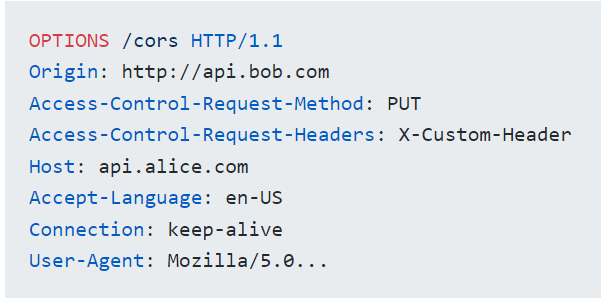 OPTIONS /cors HTTP/1.1
Origin: http://api.bob.com
Access-Control-Request-Method: PUT
Access-Control-Request-Headers: X-Custom-Header
Host: api.alice.com
Accept-Language: en-US
Connection: keep-alive
User-Agent: Mozilla/5.0...